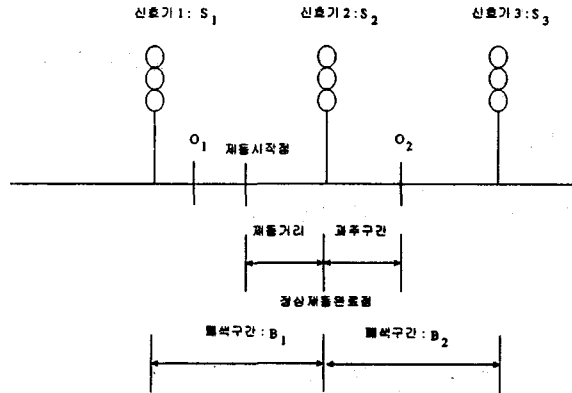 신호기 1 : S1 신호기 2 : S2 신호기 3 : S3
O1 제동시작점 O2
제동거리 과주구간
정상제동완료점
폐색구간 : B1 폐색구간 : B2